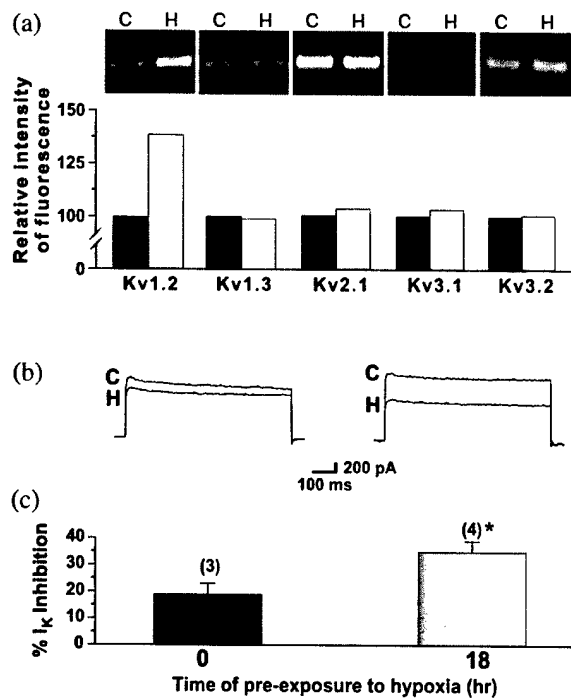 (a)
C H C H C H C H C H
Relative intensity
of fluorescence
150
125
100
0
Kv1.2 Kv1.3 Kv2.1 Kv3.1 Kv3.2
(b)
C
H
C
H
200 pA
100 ms
(c)
% IK Inhibition
40
30
20
10
0
(3)
(4)*
0 18
Time of pre-exposure to hypoxia (hr)